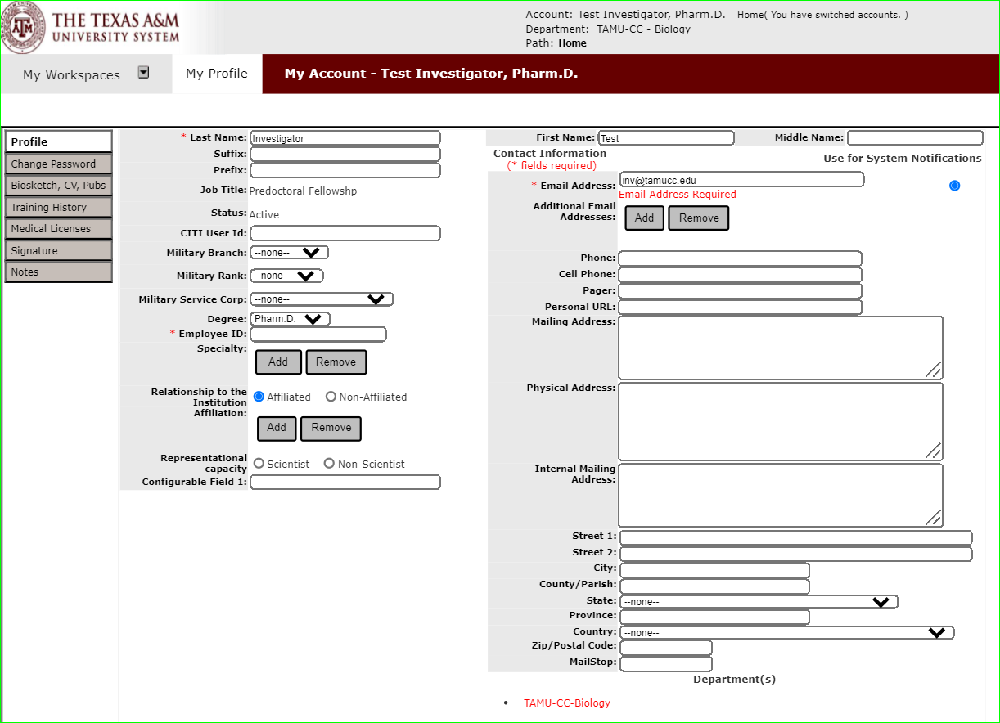 THE TEXAS A&M
UNIVERSITY SYSTEM
Account: Test Investigator, Pharm.D. Home( You have switched accounts. )
Department: TAMU-CC - Biology
Path: Home
My Workspaces
My Profile
My Account - Test Investigator, Pharm.D.
Profile
Change Password
Biosketch, CV, Pubs
Training History
Medical Licenses
Signature
Notes
* Last Name: Investigator
Suffix:
Prefix:
Job Title: Predoctoral Fellowshp
Status: Active
CITI User Id:
Military Branch: --none--
Military Rank: --none--
Military Service Corp: --none--
Degree: Pharm.D.
* Employee ID:
Specialty:
Add Remove
Relationship to the
Institution
Affiliation:
Affiliated Non-Affiliated
Add Remove
Representational
capacity
Scientist Non-Scientist
Configurable Field 1:
First Name: Test
Middle Name:
Contact Information
(* fields required)
Use for System Notifications
* Email Address: inv@tamucc.edu
Email Address Required
Additional Email
Addresses:
Add Remove
Phone:
Cell Phone:
Pager:
Personal URL:
Mailing Address:
Physical Address:
Internal Mailing
Address:
Street 1:
Street 2:
City:
County/Parish:
State: --none--
Province:
Country: --none--
Zip/Postal Code:
MailStop:
Department(s)
• TAMU-CC-Biology